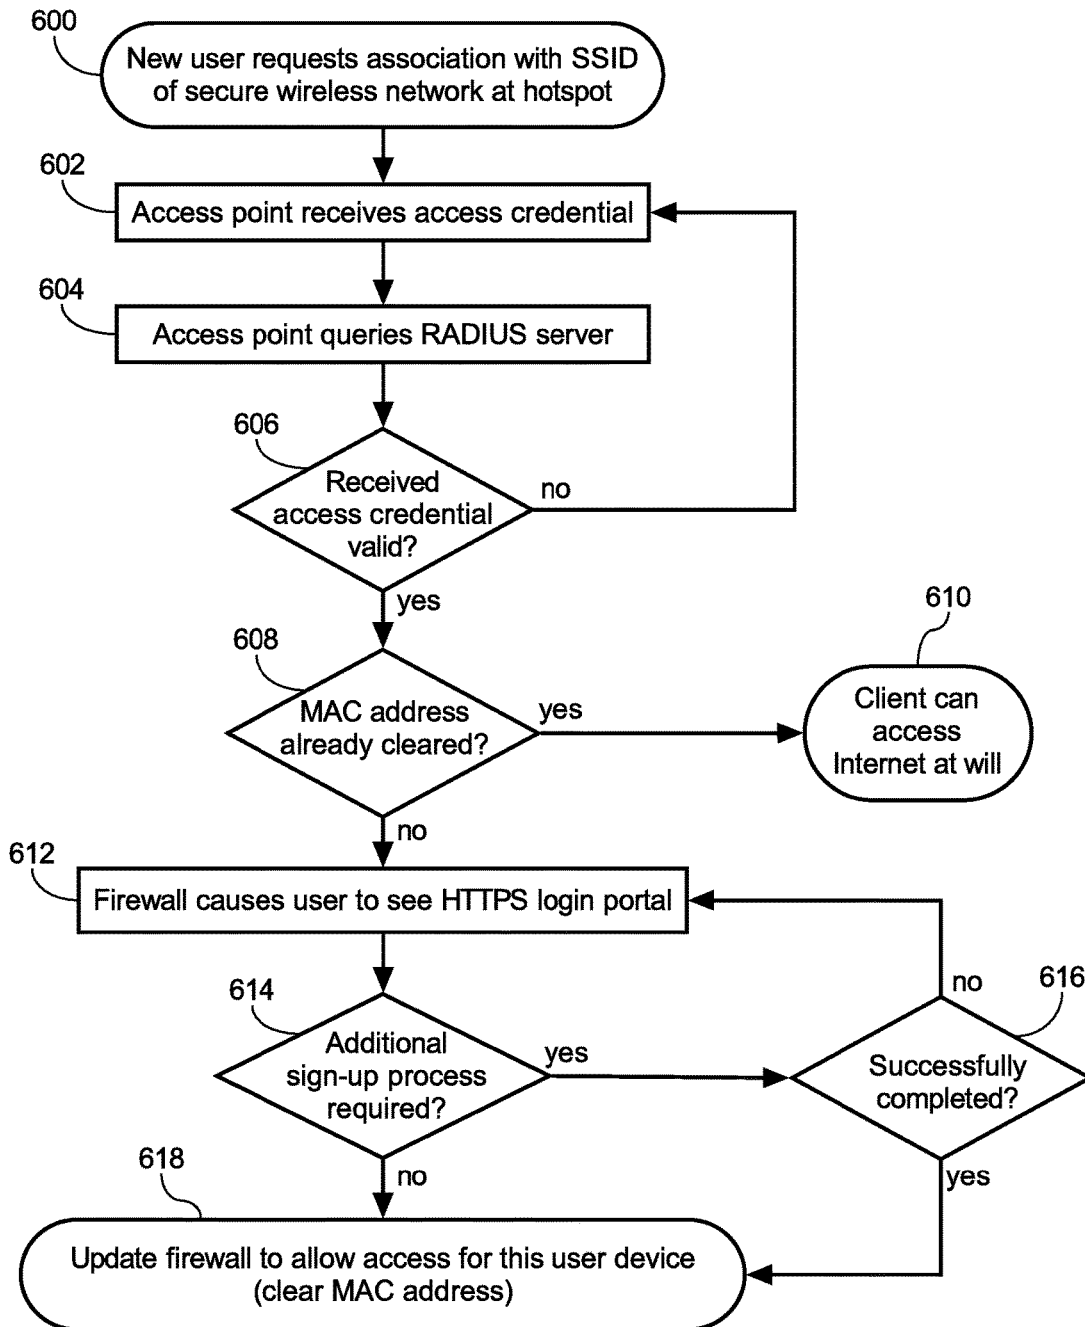 600
New user requests association with SSID
of secure wireless network at hotspot
602
Access point receives access credential
604
Access point queries RADIUS server
606
Received
access credential
valid?
no
yes
608
MAC address
already cleared?
yes
610
Client can
access
Internet at will
no
612
Firewall causes user to see HTTPS login portal
614
Additional
sign-up process
required?
yes
no
616
Successfully
completed?
no
yes
618
Update firewall to allow access for this user device
(clear MAC address)